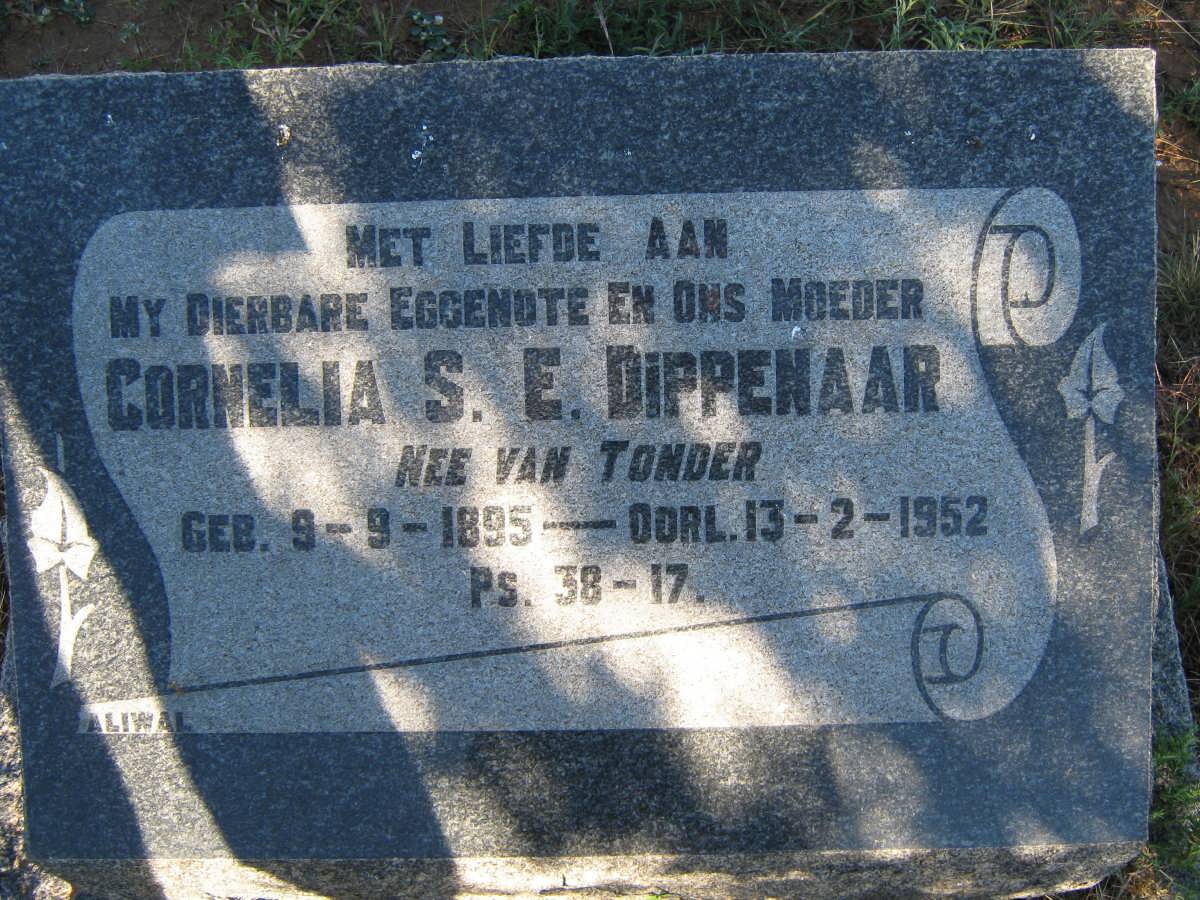 MET LIEFDE AAN
MY DIERBARE EGGENOTE EN ONS MOEDER
CORNELIA S. E. DIPPENAAR
NEE VAN TONDER
GEB. 9-9-1895 — OORL. 13-2-1952
PS. 38-17.
ALIWAL